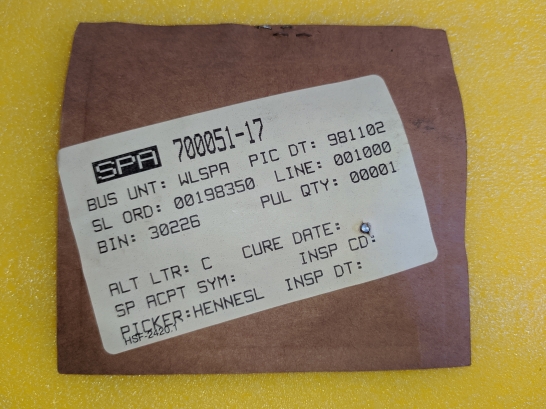 SPA 700051-17
BUS UNT: WLSPA PIC DT: 981102
SL ORD: 00198350 LINE: 001000
BIN: 30226 PUL QTY: 00001
ALT LTR: C CURE DATE:
SP ACPT SYM: INSP CD:
PICKER:HENNESL INSP DT:
HSF-2420.1